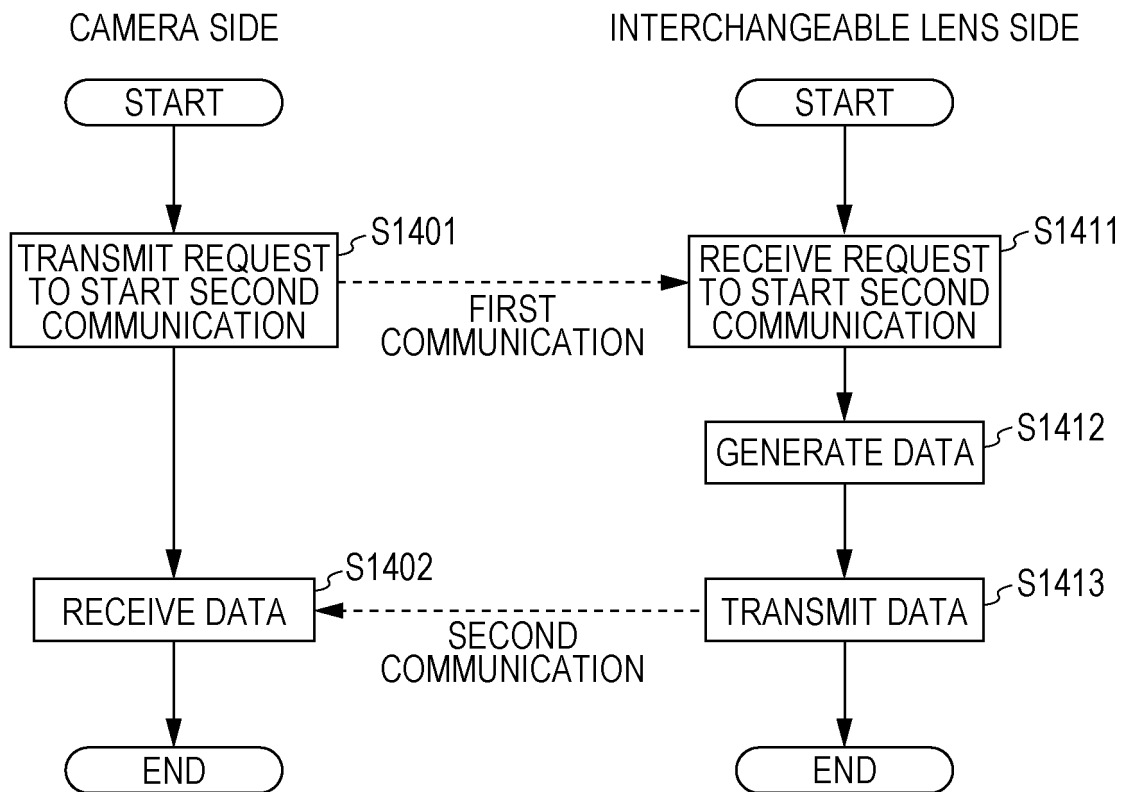 CAMERA SIDE
INTERCHANGEABLE LENS SIDE
START
START
S1401
S1411
TRANSMIT REQUEST
TO START SECOND
COMMUNICATION
RECEIVE REQUEST
TO START SECOND
COMMUNICATION
FIRST
COMMUNICATION
S1412
GENERATE DATA
S1402
S1413
RECEIVE DATA
TRANSMIT DATA
SECOND
COMMUNICATION
END
END